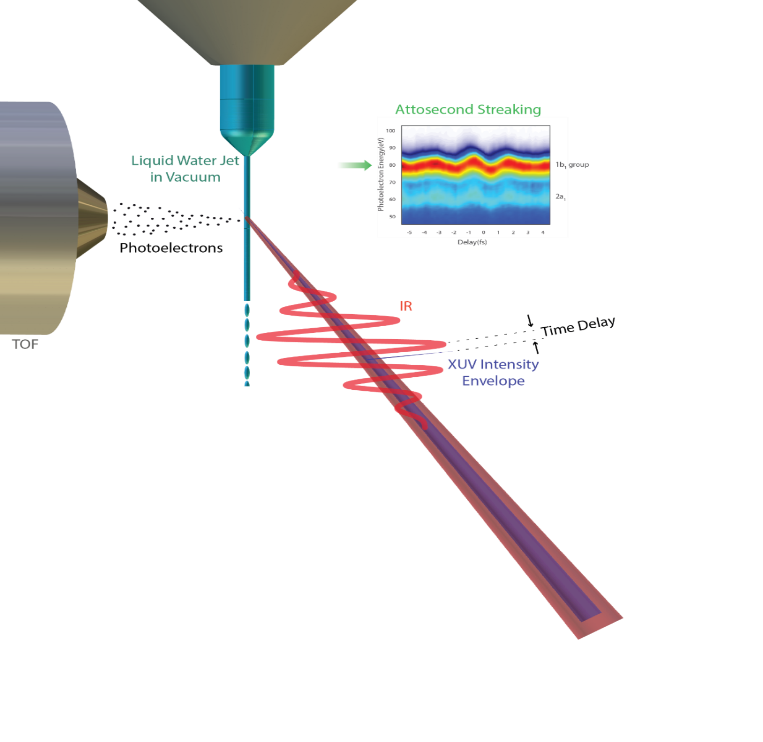 Attosecond Streaking
Liquid Water Jet
in Vacuum
Photoelectrons
TOF
Photoelectron Energy(eV)
100
90
80
70
60
50
1b₁ group
2a₁
-5 -4 -3 -2 -1 0 1 2 3 4
Delay(fs)
IR
Time Delay
XUV Intensity
Envelope